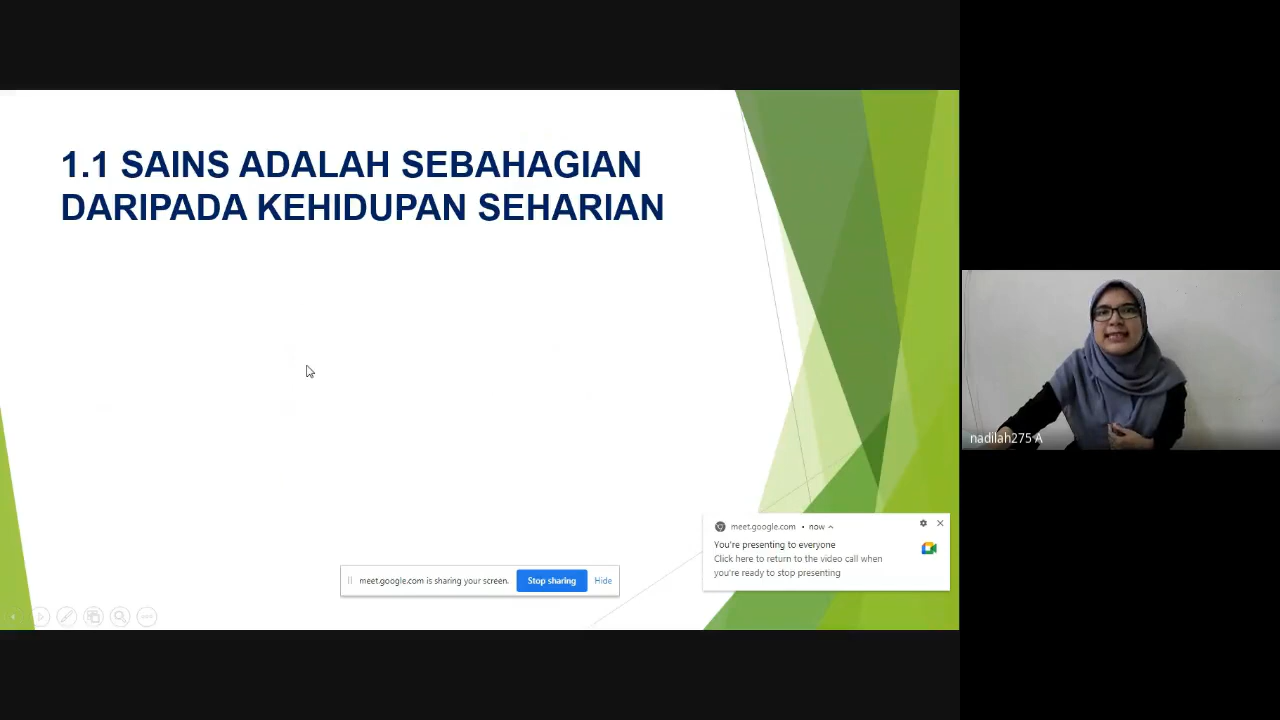 1.1 SAINS ADALAH SEBAHAGIAN
DARIPADA KEHIDUPAN SEHARIAN
nadilah275 A
meet.google.com • now
You're presenting to everyone
Click here to return to the video call when
you're ready to stop presenting
meet.google.com is sharing your screen.
Stop sharing
Hide